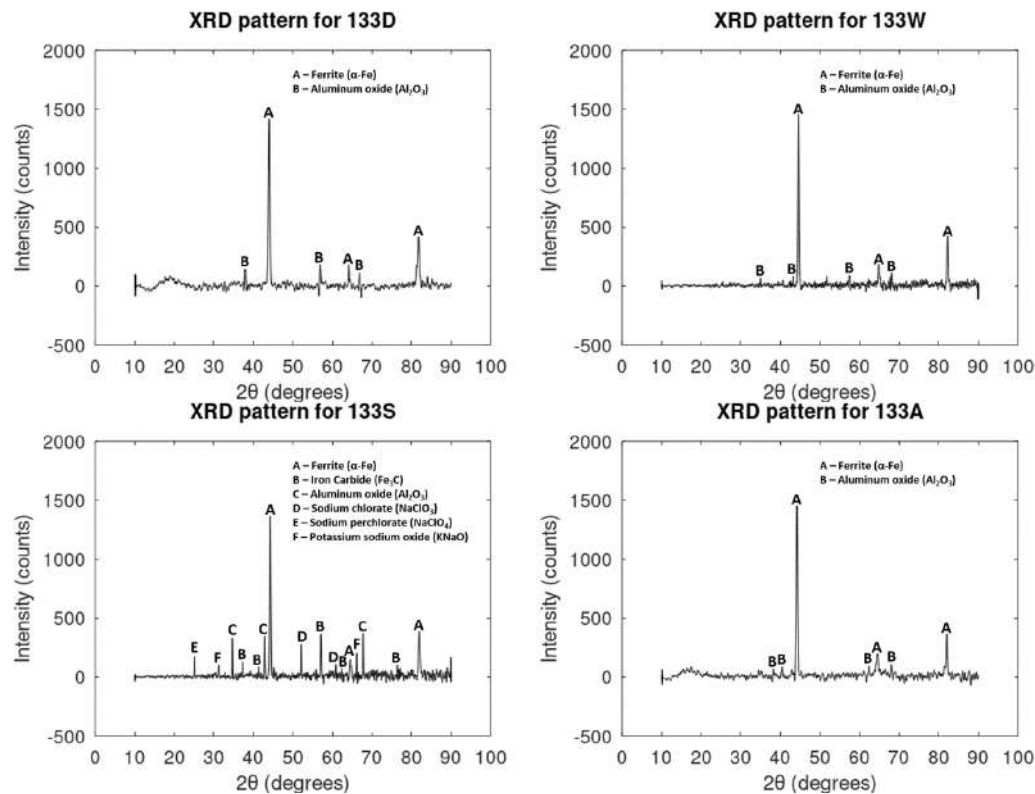 XRD pattern for 133D
2000
1500
1000
500
0
-500
Intensity (counts)
A – Ferrite (α-Fe)
B – Aluminum oxide (Al₂O₃)
A
B
B
A
B
A
0 10 20 30 40 50 60 70 80 90 100
2θ (degrees)
XRD pattern for 133W
2000
1500
1000
500
0
-500
Intensity (counts)
A – Ferrite (α-Fe)
B – Aluminum oxide (Al₂O₃)
A
B
B
B
A
B
A
0 10 20 30 40 50 60 70 80 90 100
2θ (degrees)
XRD pattern for 133S
2000
1500
1000
500
0
-500
Intensity (counts)
A – Ferrite (α-Fe)
B – Iron Carbide (Fe₃C)
C – Aluminum oxide (Al₂O₃)
D – Sodium chlorate (NaClO₃)
E – Sodium perchlorate (NaClO₄)
F – Potassium sodium oxide (KNaO)
E
F
C
B
B
C
A
D
B
D
B
A
F
C
B
A
0 10 20 30 40 50 60 70 80 90 100
2θ (degrees)
XRD pattern for 133A
2000
1500
1000
500
0
-500
Intensity (counts)
A – Ferrite (α-Fe)
B – Aluminum oxide (Al₂O₃)
A
B
B
B
A
B
A
0 10 20 30 40 50 60 70 80 90 100
2θ (degrees)